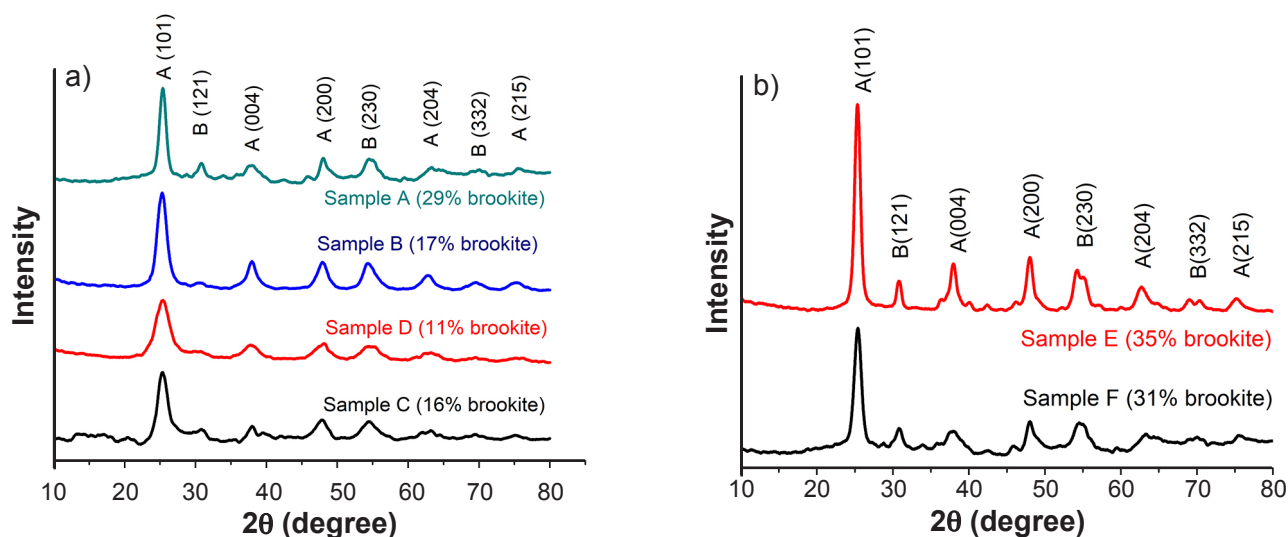 a)
A (101)
B (121)
A (004)
A (200)
B (230)
A (204)
B (332)
A (215)
Sample A (29% brookite)
Sample B (17% brookite)
Sample D (11% brookite)
Sample C (16% brookite)
Intensity
10 20 30 40 50 60 70 80
2θ (degree)
b)
A(101)
B(121)
A(004)
A(200)
B(230)
A(204)
B(332)
A(215)
Sample E (35% brookite)
Sample F (31% brookite)
Intensity
10 20 30 40 50 60 70 80
2θ (degree)